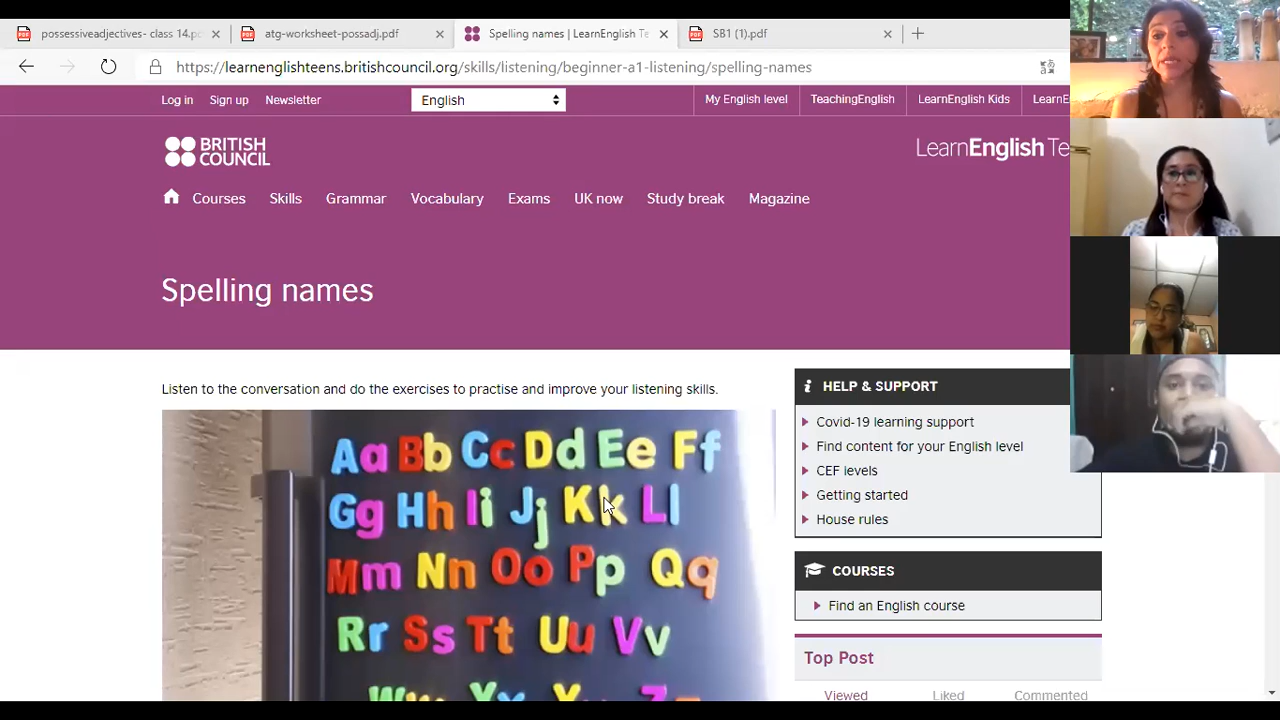 possessiveadjectives- class 14.p
atg-worksheet-possadj.pdf
Spelling names | LearnEnglish Te
SB1 (1).pdf
https://learnenglishteens.britishcouncil.org/skills/listening/beginner-a1-listening/spelling-names
Log in
Sign up
Newsletter
English
My English level
TeachingEnglish
LearnEnglish Kids
LearnE
BRITISH
COUNCIL
LearnEnglish Te
Courses
Skills
Grammar
Vocabulary
Exams
UK now
Study break
Magazine
Spelling names
Listen to the conversation and do the exercises to practise and improve your listening skills.
Aa Bb Cc Dd Ee Ff
Gg Hh Ii Jj Kk Ll
Mm Nn Oo Pp Qq
Rr Ss Tt Uu Vv
HELP & SUPPORT
Covid-19 learning support
Find content for your English level
CEF levels
Getting started
House rules
COURSES
Find an English course
Top Post
Viewed
Liked
Commented